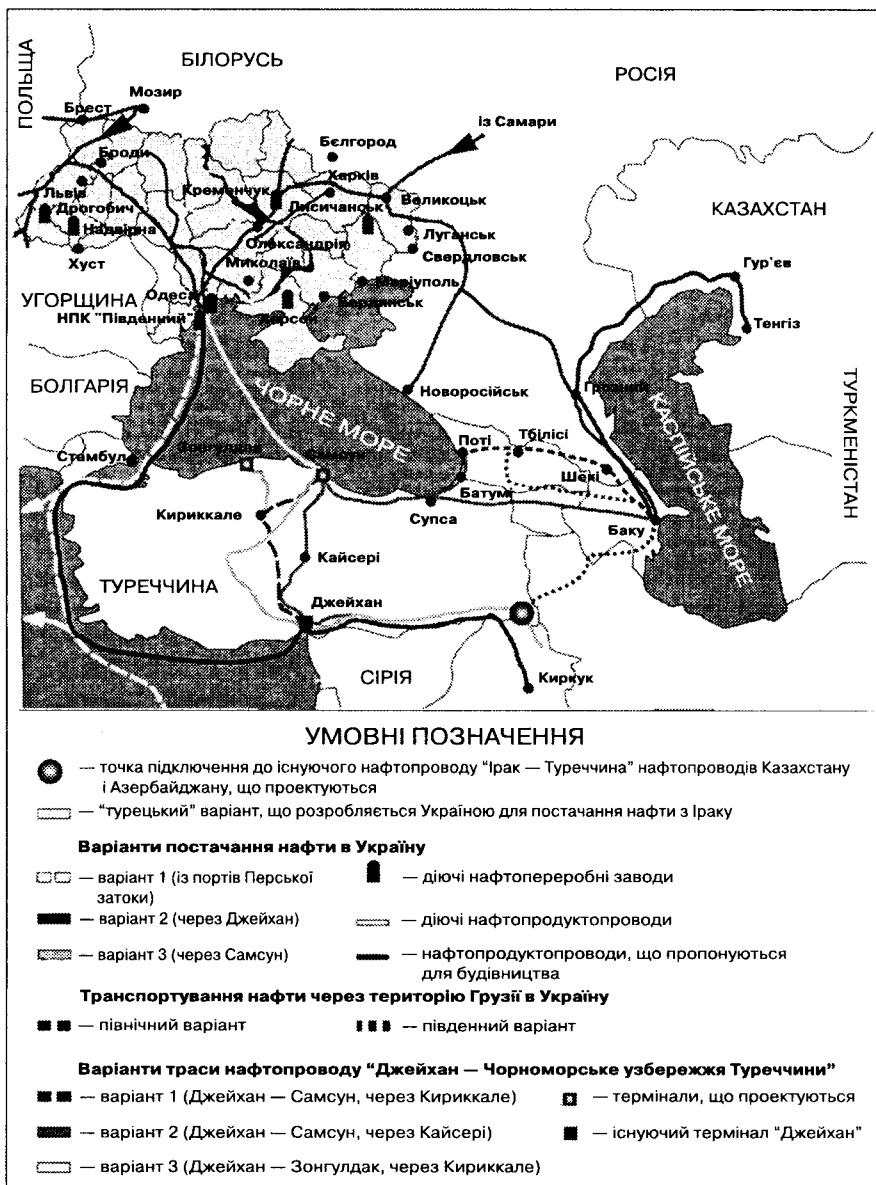 ПОЛЬЩА
БІЛОРУСЬ
РОСІЯ
Мозир
Брест
із Самари
Бєлгород
Броди
Харків
Кременчук
Лисичанськ
Великоцьк
Львів
Дрогобич
КАЗАХСТАН
Надвірна
Луганськ
Олександрія
Свердловськ
Хуст
Миколаїв
Гур'єв
Маріуполь
УГОРЩИНА
Одеса
Бердянськ
НПК "Південний"
Херсон
Тенгіз
БОЛГАРІЯ
Новоросійськ
Грозний
ЧОРНЕ МОРЕ
КАСПІЙСЬКЕ МОРЕ
ТУРКМЕНІСТАН
Стамбул
Зонгулдак
Самсун
Поті
Тбілісі
Шекі
Батумі
Супса
Баку
Кириккале
Кайсері
ТУРЕЧЧИНА
Джейхан
СІРІЯ
Киркук
УМОВНІ ПОЗНАЧЕННЯ
— точка підключення до існуючого нафтопроводу "Ірак — Туреччина" нафтопроводів Казахстану
і Азербайджану, що проектуються
— "турецький" варіант, що розробляється Україною для постачання нафти з Іраку
Варіанти постачання нафти в Україну
— варіант 1 (із портів Перської
затоки)
— діючі нафтопереробні заводи
— варіант 2 (через Джейхан)
— діючі нафтопродуктопроводи
— варіант 3 (через Самсун)
— нафтопродуктопроводи, що пропонуються
для будівництва
Транспортування нафти через територію Грузії в Україну
— північний варіант
— південний варіант
Варіанти траси нафтопроводу "Джейхан — Чорноморське узбережжя Туреччини"
— варіант 1 (Джейхан — Самсун, через Кириккале)
— термінали, що проектуються
— варіант 2 (Джейхан — Самсун, через Кайсері)
— існуючий термінал "Джейхан"
— варіант 3 (Джейхан — Зонгулдак, через Кириккале)